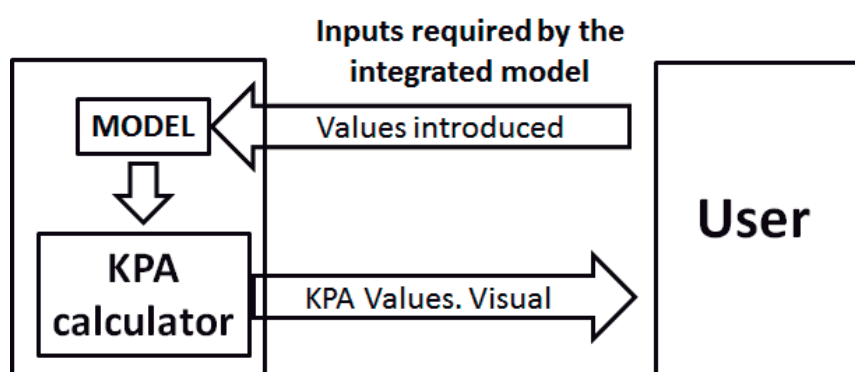 Inputs required by the
integrated model
MODEL
Values introduced
User
KPA
calculator
KPA Values. Visual